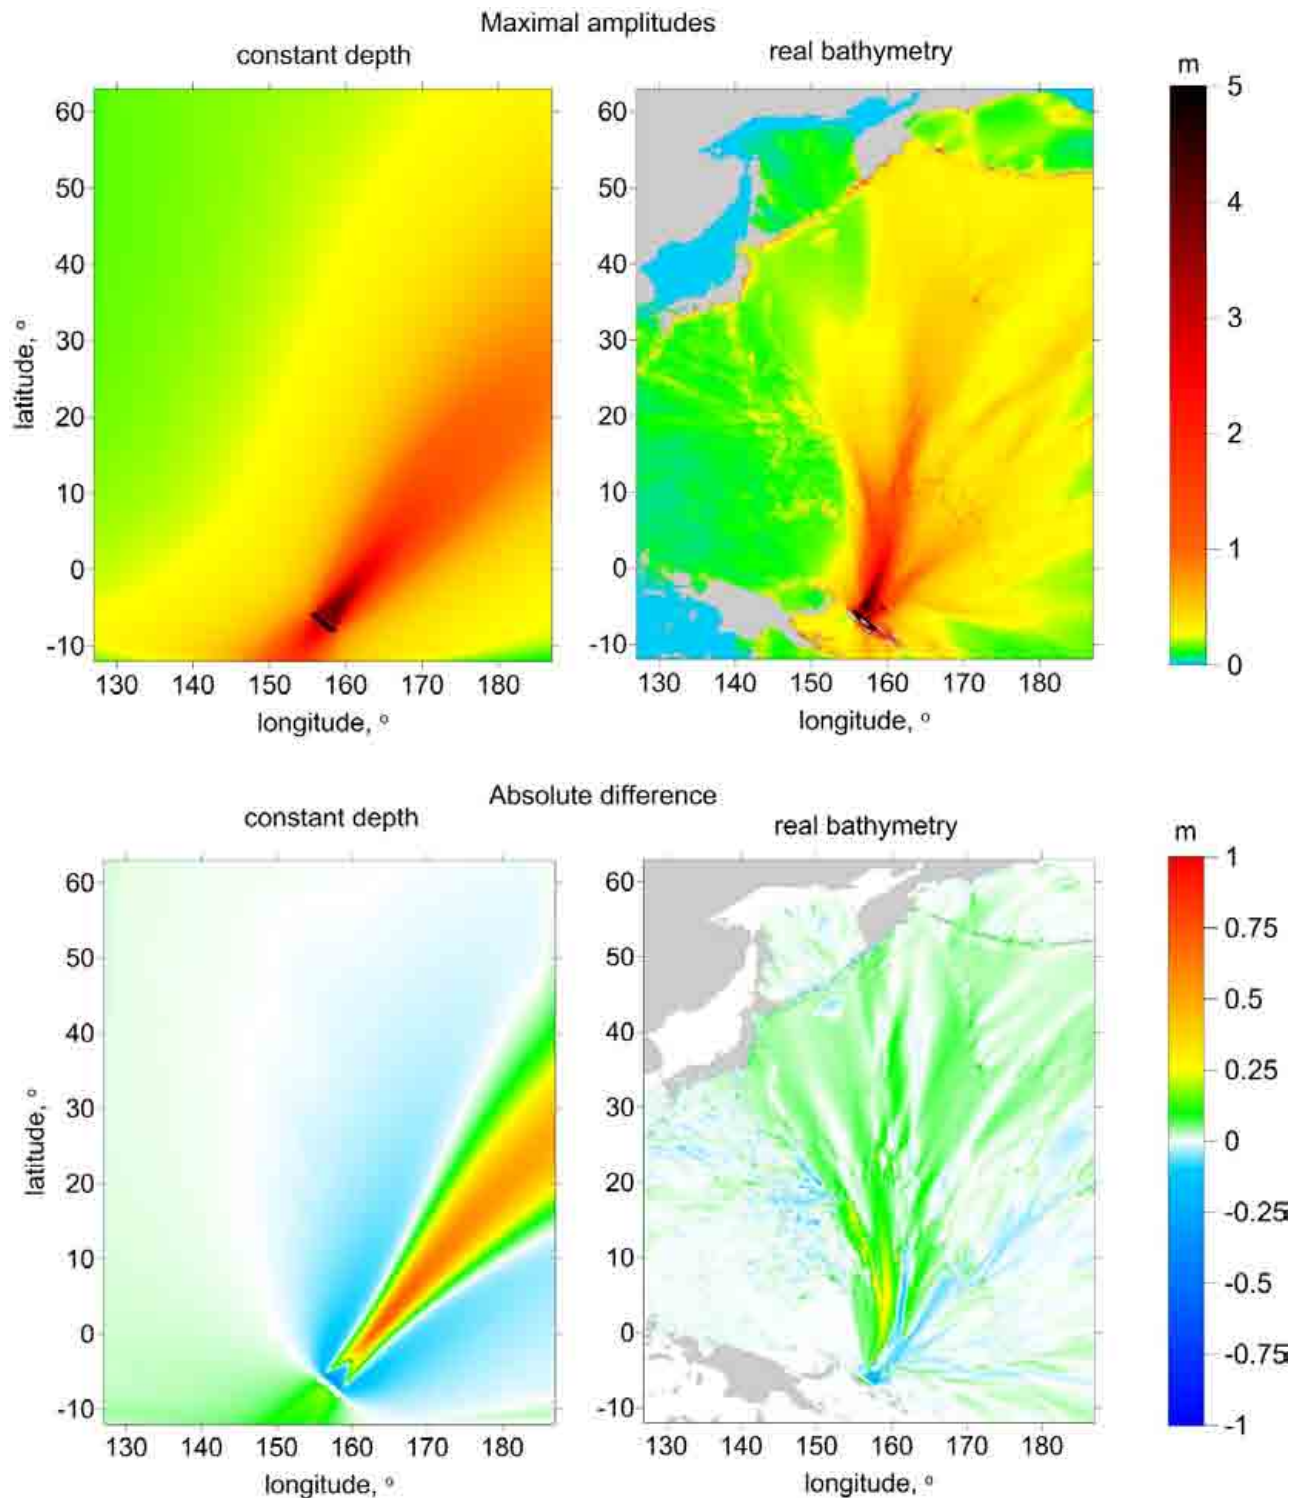 Maximal amplitudes
constant depth
real bathymetry
m
60
50
40
30
20
10
0
-10
latitude, °
130 140 150 160 170 180
longitude, °
60
50
40
30
20
10
0
-10
130 140 150 160 170 180
longitude, °
5
4
3
2
1
0
Absolute difference
constant depth
real bathymetry
m
60
50
40
30
20
10
0
-10
latitude, °
130 140 150 160 170 180
longitude, °
60
50
40
30
20
10
0
-10
130 140 150 160 170 180
longitude, °
1
0.75
0.5
0.25
0
-0.25
-0.5
-0.75
-1